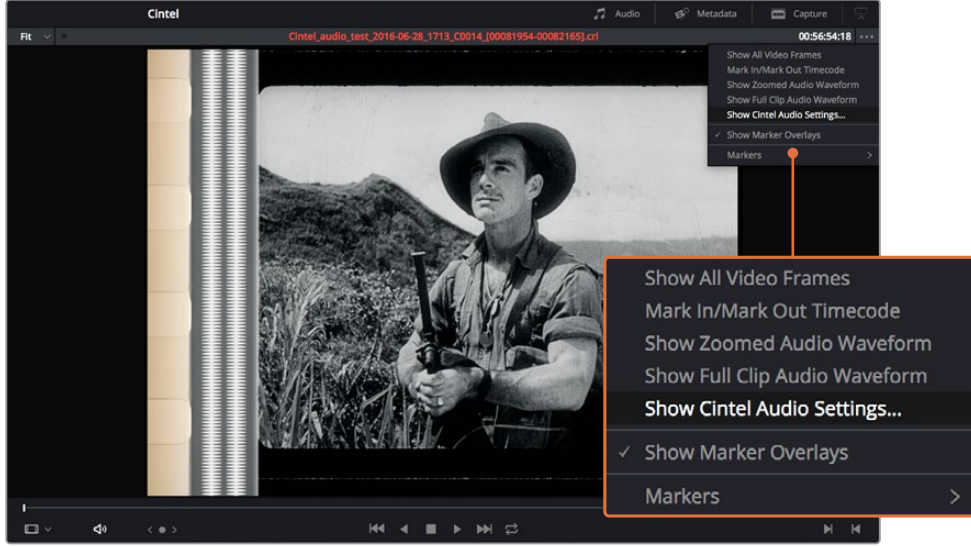 Cintel
Audio
Metadata
Capture
Fit
Cintel_audio_test_2016-06-28_1713_C0014_[00081954-00082165].cri
00:56:54:18
Show All Video Frames
Mark In/Mark Out Timecode
Show Zoomed Audio Waveform
Show Full Clip Audio Waveform
Show Cintel Audio Settings...
✓ Show Marker Overlays
Markers >
Show All Video Frames
Mark In/Mark Out Timecode
Show Zoomed Audio Waveform
Show Full Clip Audio Waveform
Show Cintel Audio Settings...
✓ Show Marker Overlays
Markers >